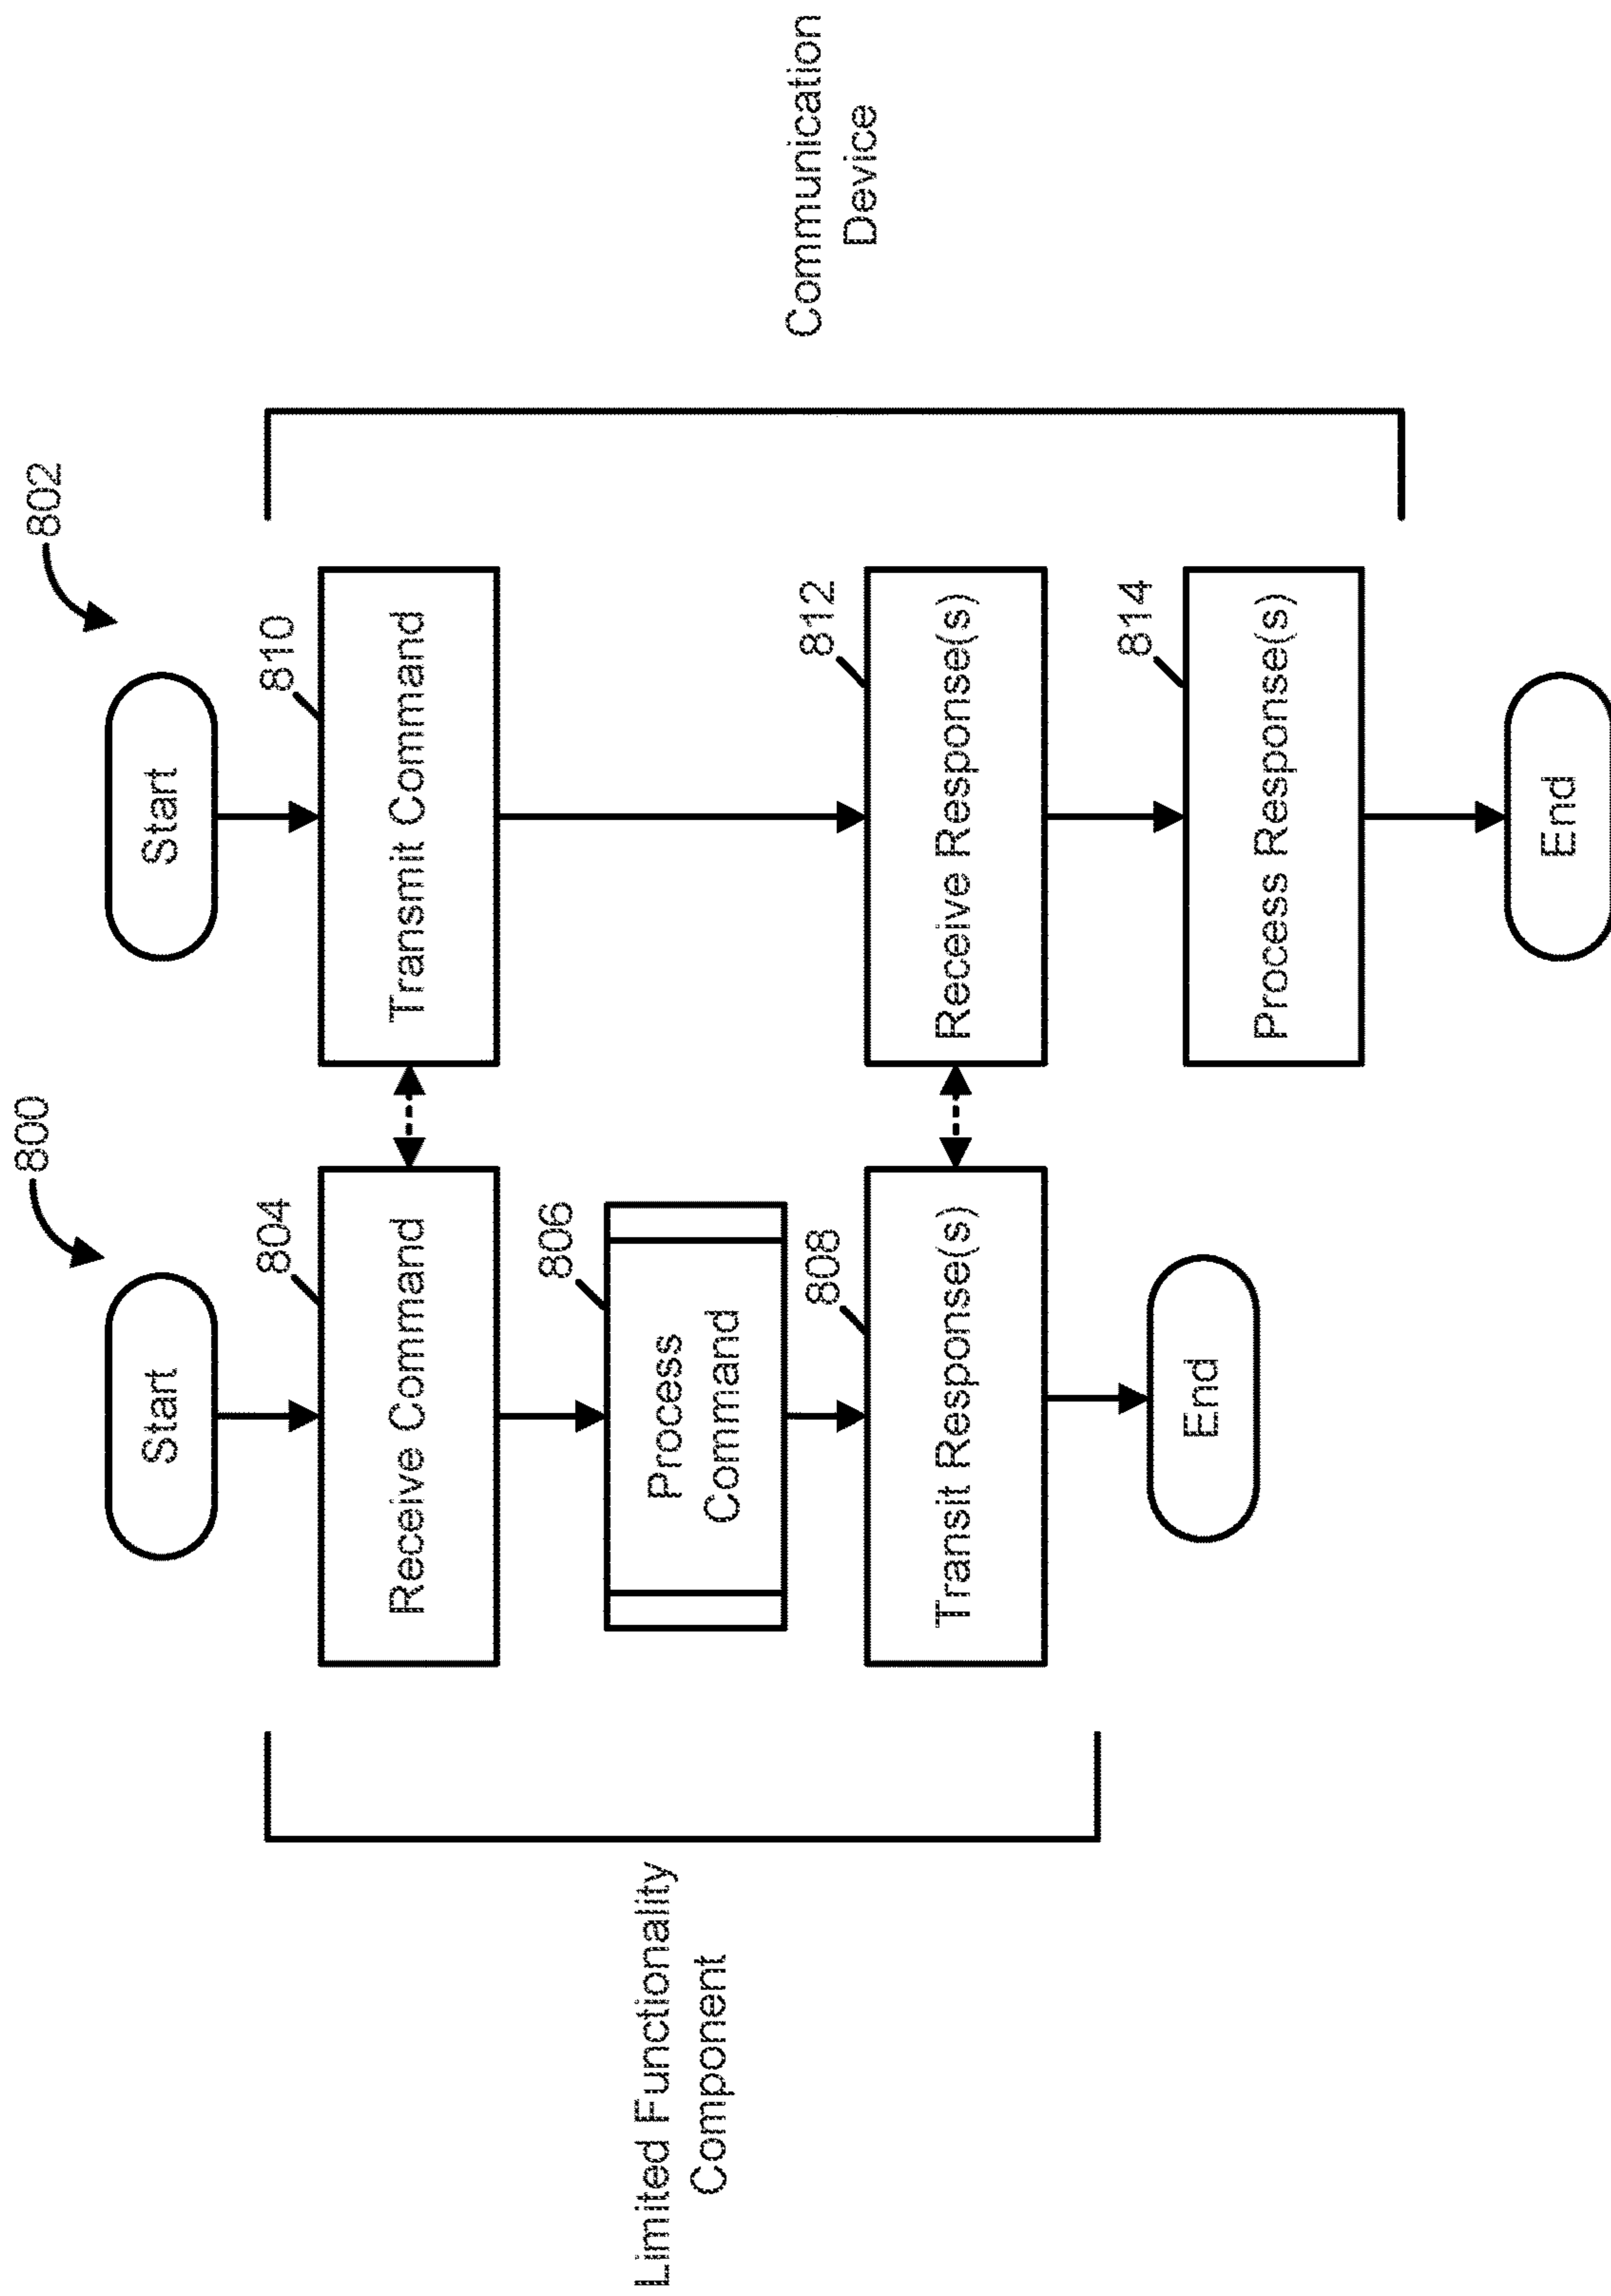 800
802
Start
Start
804
810
Receive Command
Transmit Command
Limited Functionality
Component
Communication
Device
806
Process
Command
808
812
Transit Response(s)
Receive Response(s)
814
Process Response(s)
End
End